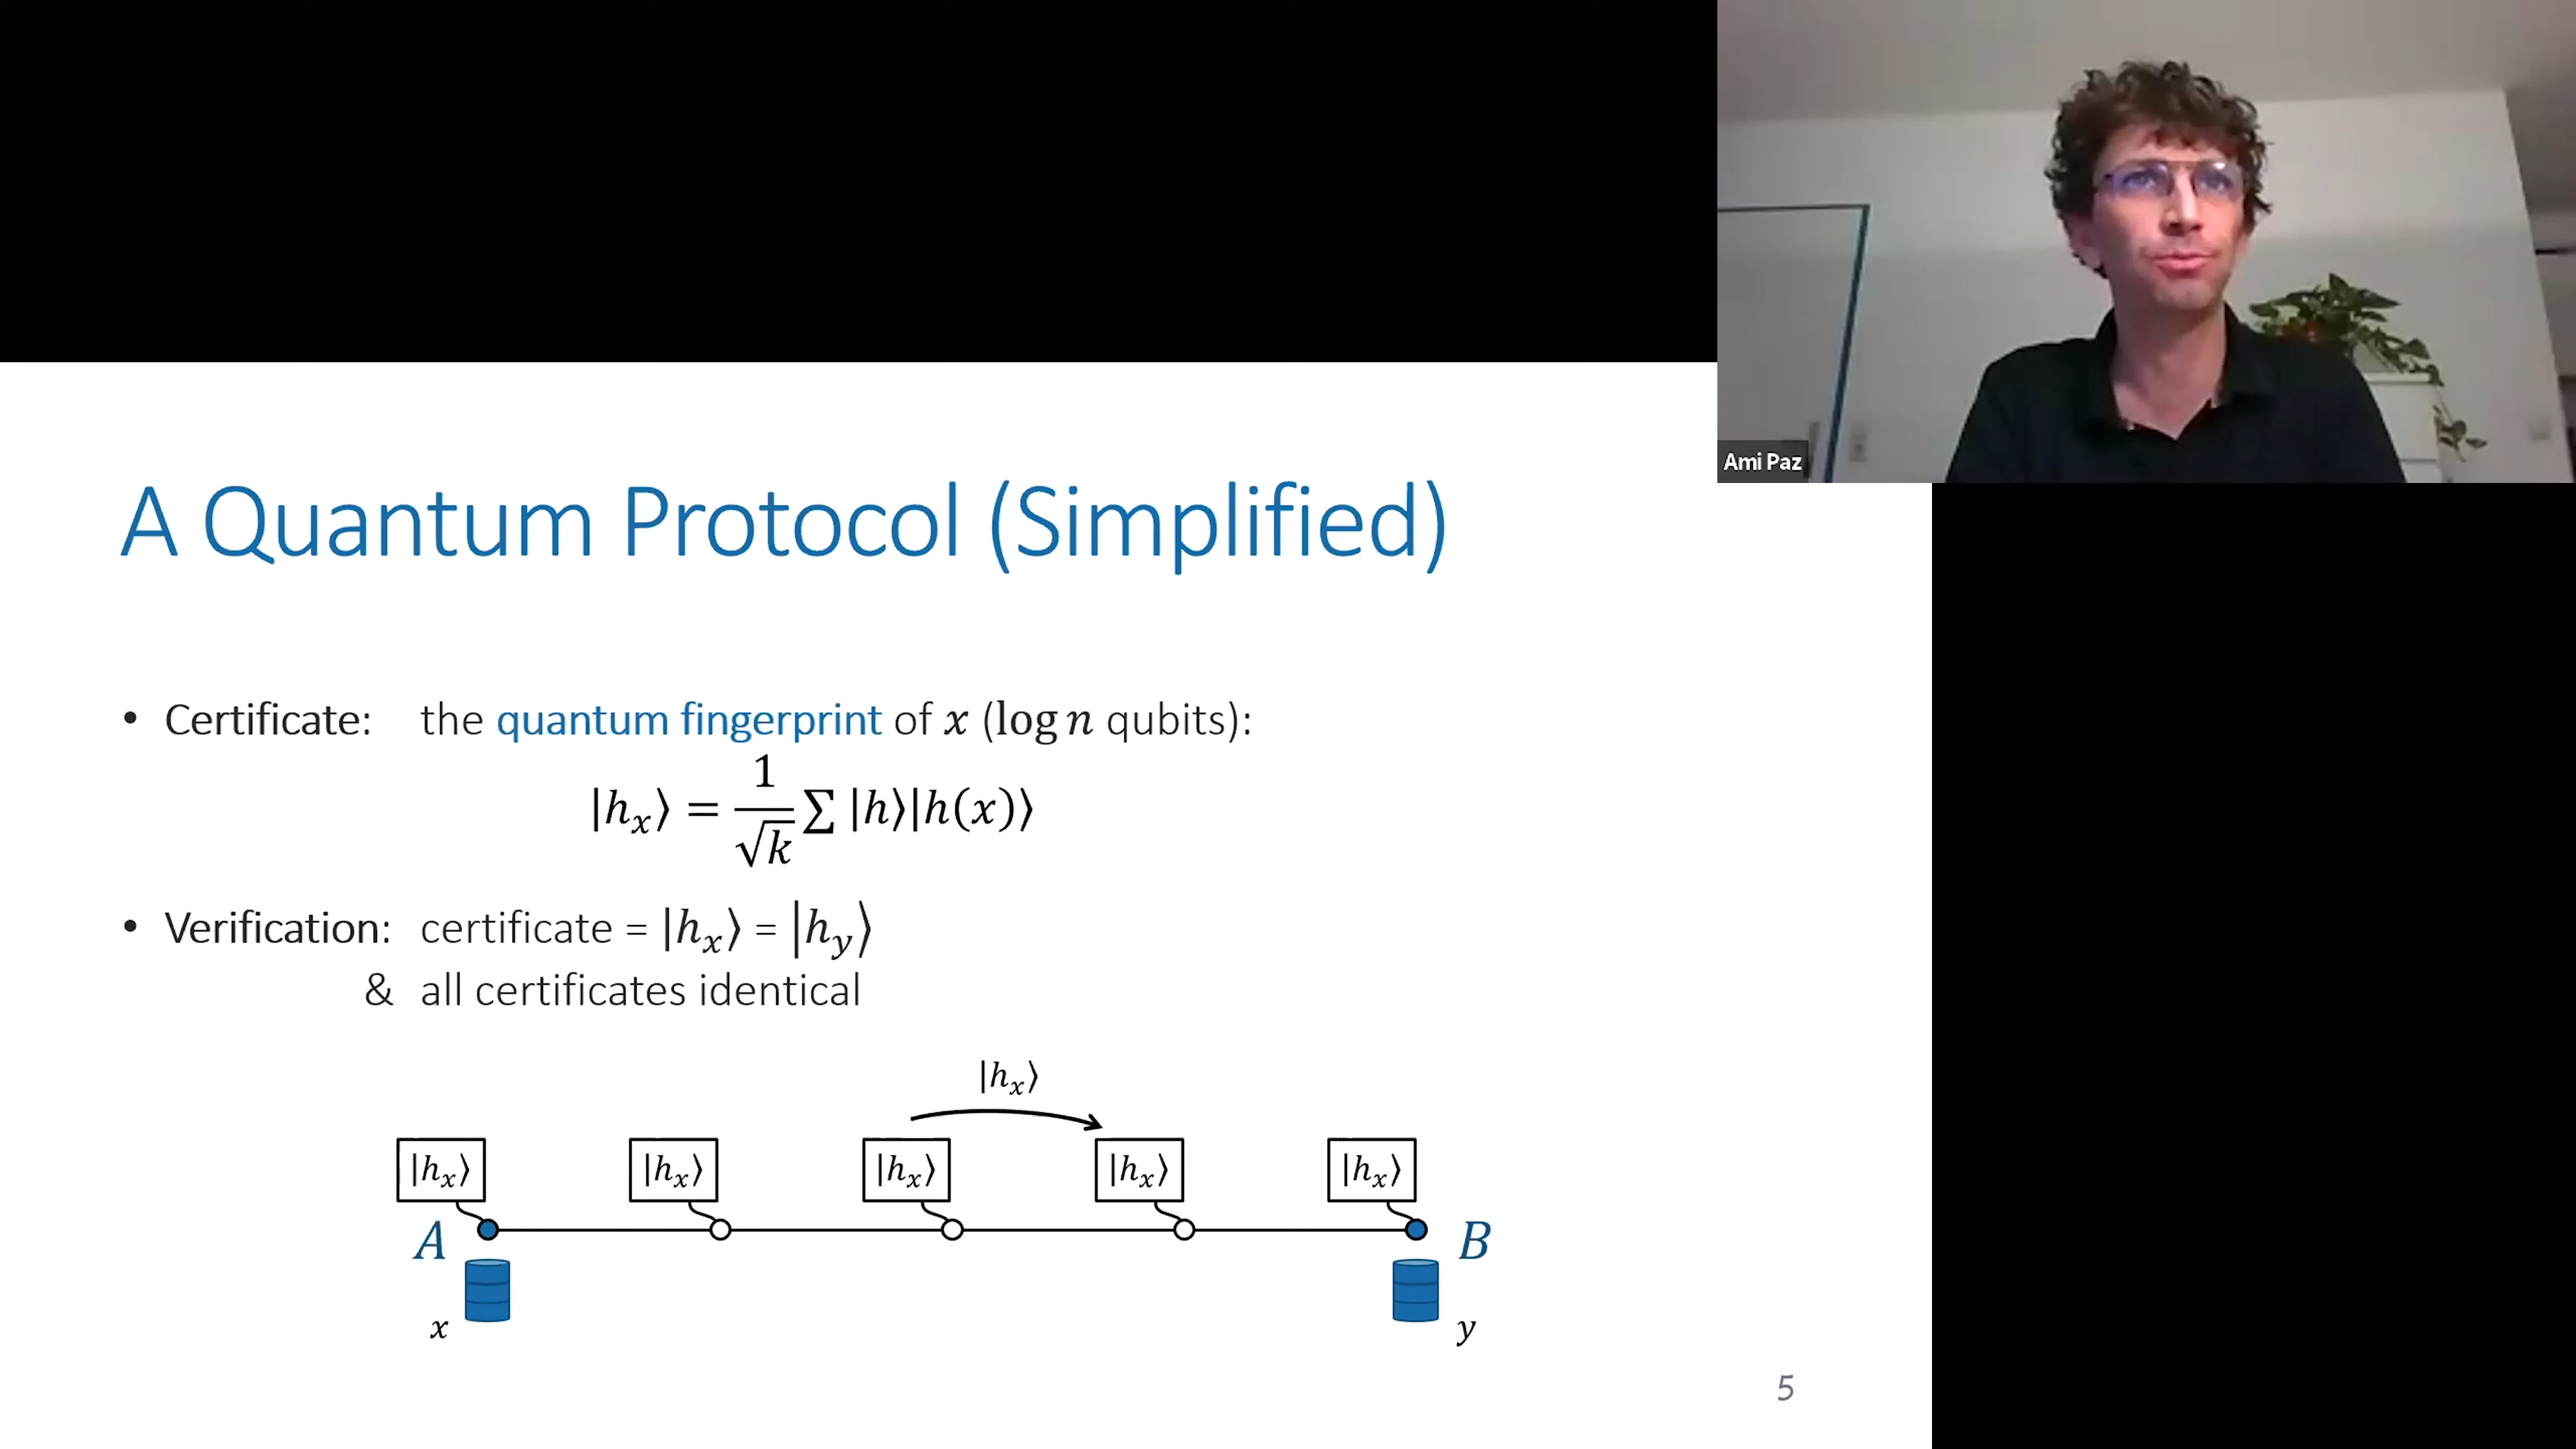 Ami Paz
A Quantum Protocol (Simplified)
• Certificate: the quantum fingerprint of x (log n qubits):
|hₓ⟩ = 1/√k ∑ |h⟩|h(x)⟩
• Verification: certificate = |hₓ⟩ = |h_y⟩
& all certificates identical
|hₓ⟩
|hₓ⟩ |hₓ⟩ |hₓ⟩ |hₓ⟩ |hₓ⟩
A B
x y
5